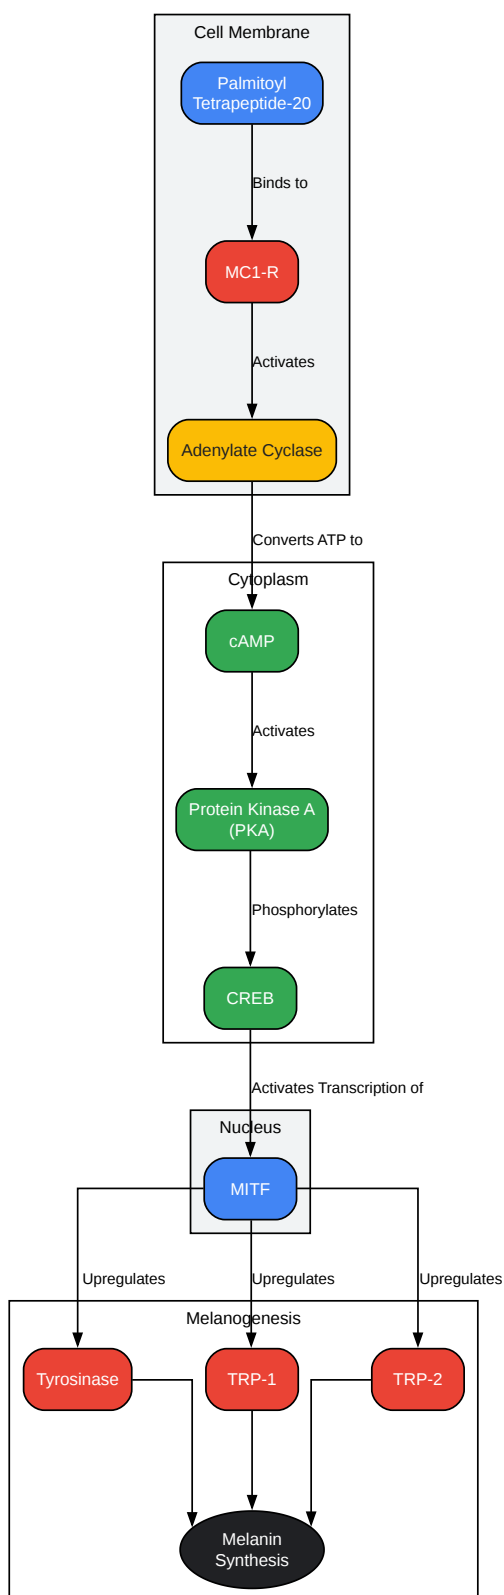 Cell Membrane
Palmitoyl
Tetrapeptide-20
Binds to
MC1-R
Activates
Adenylate Cyclase
Converts ATP to
Cytoplasm
cAMP
Activates
Protein Kinase A
(PKA)
Phosphorylates
CREB
Activates Transcription of
Nucleus
MITF
Upregulates
Upregulates
Upregulates
Melanogenesis
Tyrosinase
TRP-1
TRP-2
Melanin
Synthesis